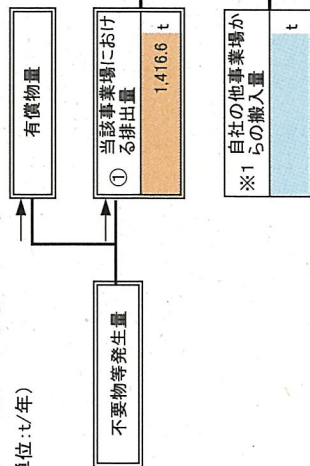 位:t/年)
不要物等発生量
有償物量
① 当該事業場におけ
る排出量
1,416.6 t
※1 自社の他事業場か
らの搬入量
t